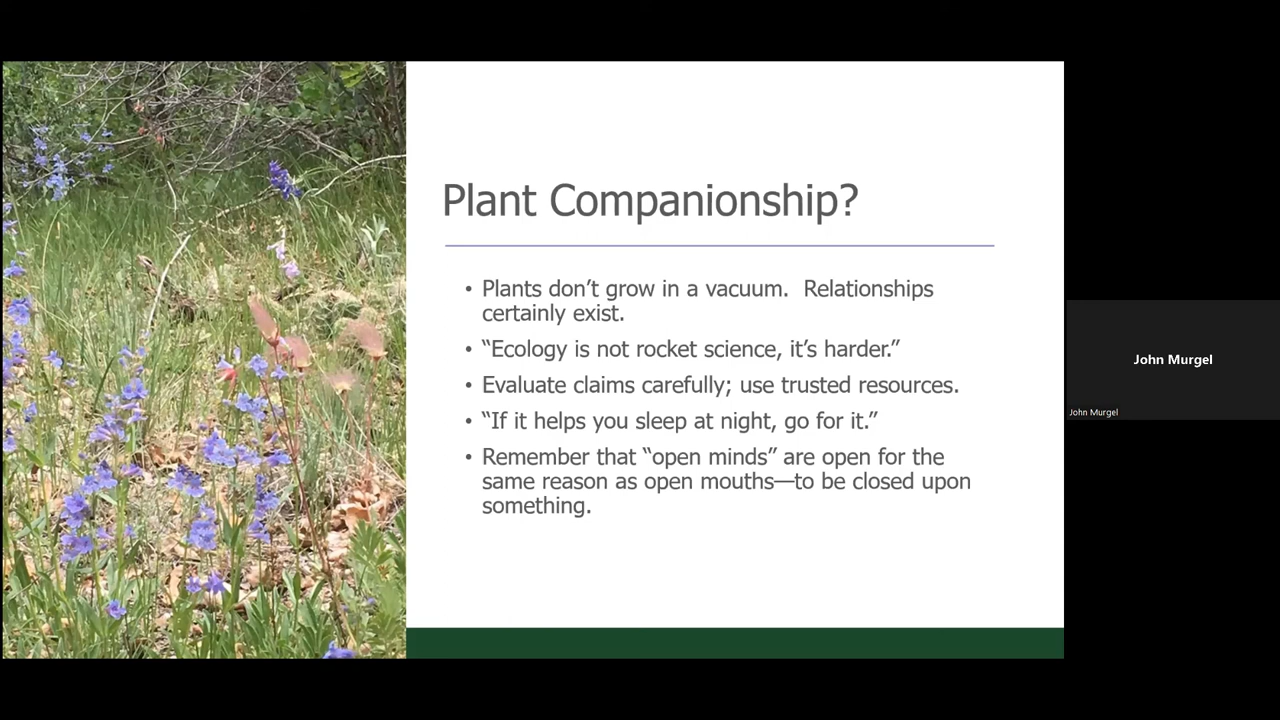 Plant Companionship?
• Plants don’t grow in a vacuum.  Relationships
certainly exist.
• “Ecology is not rocket science, it’s harder.”
• Evaluate claims carefully; use trusted resources.
• “If it helps you sleep at night, go for it.”
• Remember that “open minds” are open for the
same reason as open mouths—to be closed upon
something.
John Murgel
John Murgel